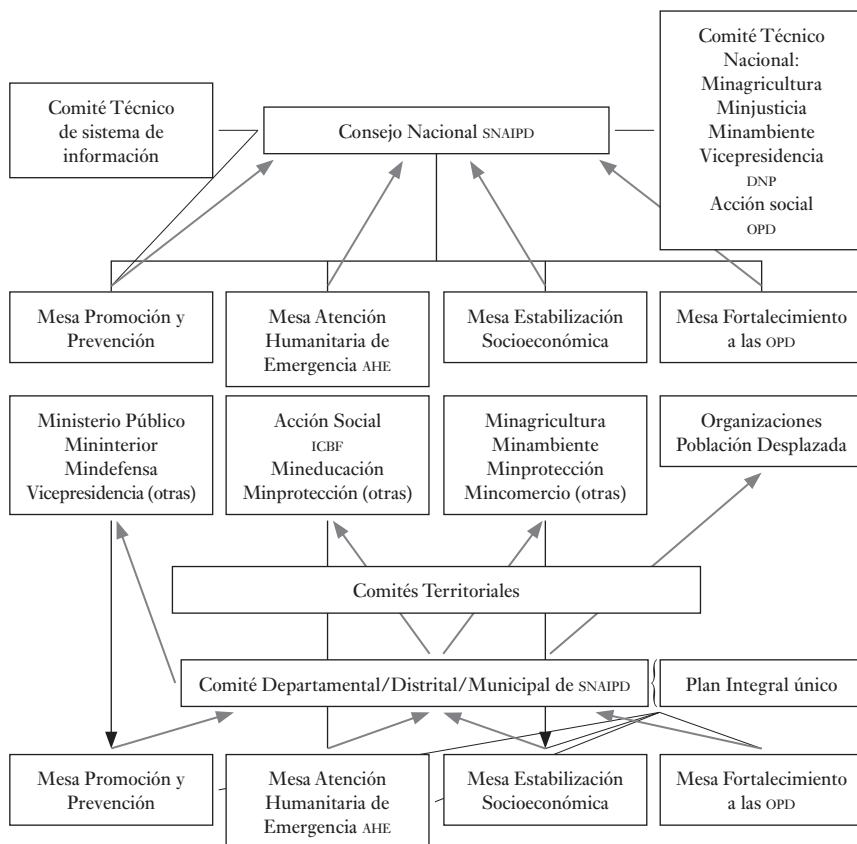 Comité Técnico
de sistema de
información
Consejo Nacional SNAIPD
Comité Técnico
Nacional:
Minagricultura
Minjusticia
Minambiente
Vicepresidencia
DNP
Acción social
OPD
Mesa Promoción y
Prevención
Mesa Atención
Humanitaria de
Emergencia AHE
Mesa Estabilización
Socioeconómica
Mesa Fortalecimiento
a las OPD
Ministerio Público
Mininterior
Mindefensa
Vicepresidencia (otras)
Acción Social
ICBF
Mineducación
Minprotección (otras)
Minagricultura
Minambiente
Minprotección
Mincomercio (otras)
Organizaciones
Población Desplazada
Comités Territoriales
Comité Departamental/Distrital/Municipal de SNAIPD
Plan Integral único
Mesa Promoción y
Prevención
Mesa Atención
Humanitaria de
Emergencia AHE
Mesa Estabilización
Socioeconómica
Mesa Fortalecimiento
a las OPD